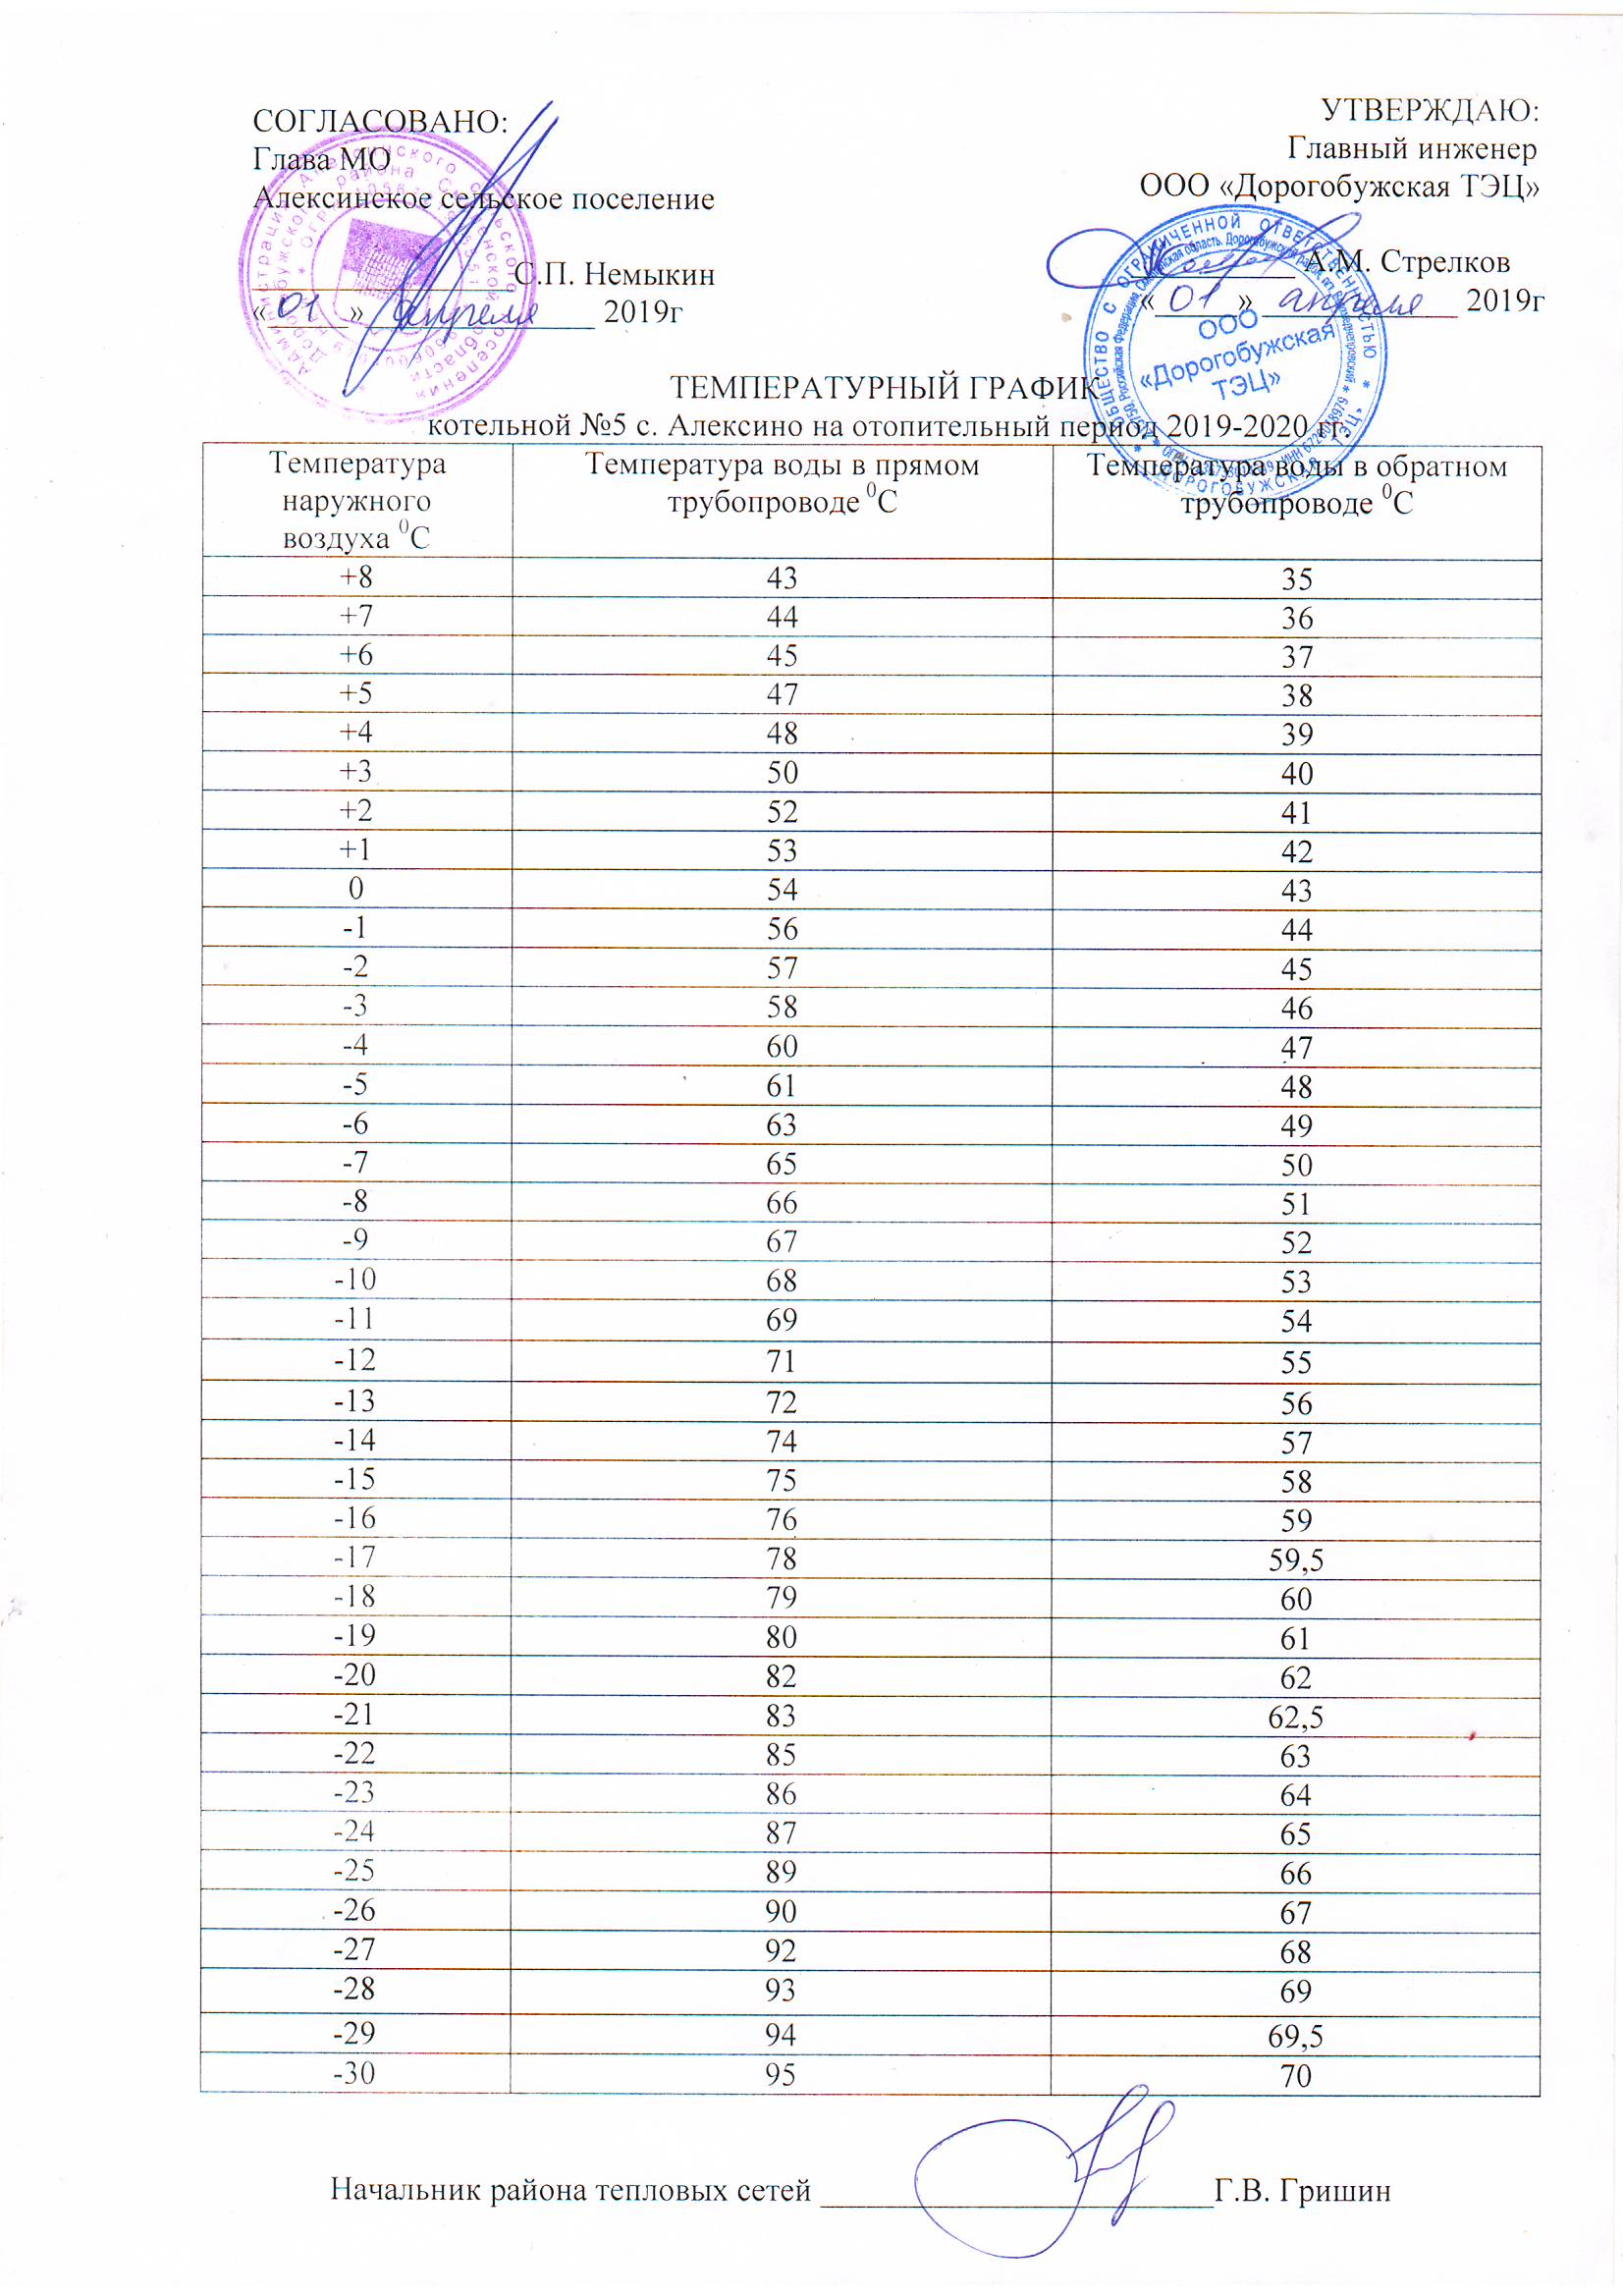 СОГЛАСОВАНО:
Глава МО
Алексинское сельское поселение
С.П. Немыкин
«01» апреля 2019г
УТВЕРЖДАЮ:
Главный инженер
ООО «Дорогобужская ТЭЦ»
А.М. Стрелков
«01» апреля 2019г
ООО
«Дорогобужская
ТЭЦ»
ТЕМПЕРАТУРНЫЙ ГРАФИК
котельной №5 с. Алексино на отопительный период 2019-2020 гг.
Температура
наружного
воздуха ⁰С
Температура воды в прямом
трубопроводе ⁰С
Температура воды в обратном
трубопроводе ⁰С
+8 43 35
+7 44 36
+6 45 37
+5 47 38
+4 48 39
+3 50 40
+2 52 41
+1 53 42
0 54 43
-1 56 44
-2 57 45
-3 58 46
-4 60 47
-5 61 48
-6 63 49
-7 65 50
-8 66 51
-9 67 52
-10 68 53
-11 69 54
-12 71 55
-13 72 56
-14 74 57
-15 75 58
-16 76 59
-17 78 59,5
-18 79 60
-19 80 61
-20 82 62
-21 83 62,5
-22 85 63
-23 86 64
-24 87 65
-25 89 66
-26 90 67
-27 92 68
-28 93 69
-29 94 69,5
-30 95 70
Начальник района тепловых сетей Г.В. Гришин